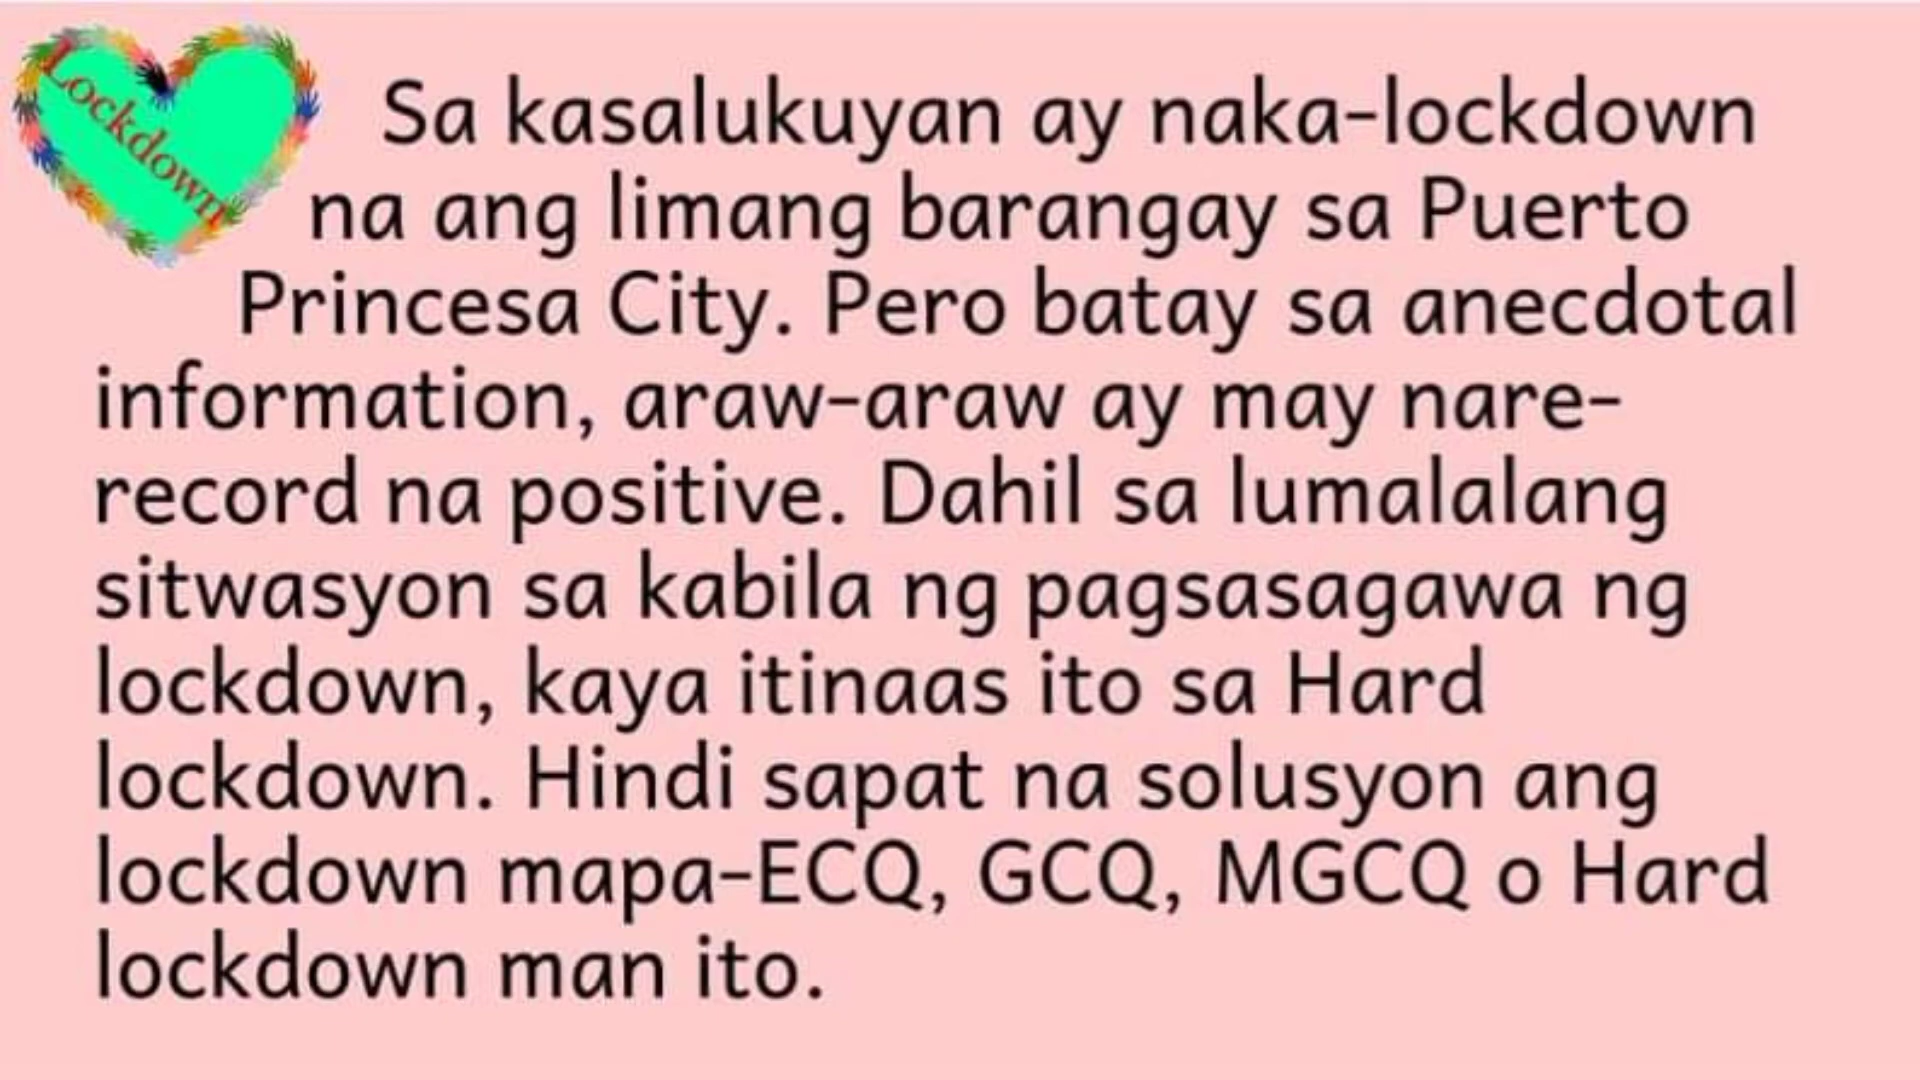 Lockdown
Sa kasalukuyan ay naka-lockdown
na ang limang barangay sa Puerto
Princesa City. Pero batay sa anecdotal
information, araw-araw ay may nare-
record na positive. Dahil sa lumalalang
sitwasyon sa kabila ng pagsasagawa ng
lockdown, kaya itinaas ito sa Hard
lockdown. Hindi sapat na solusyon ang
lockdown mapa-ECQ, GCQ, MGCQ o Hard
lockdown man ito.